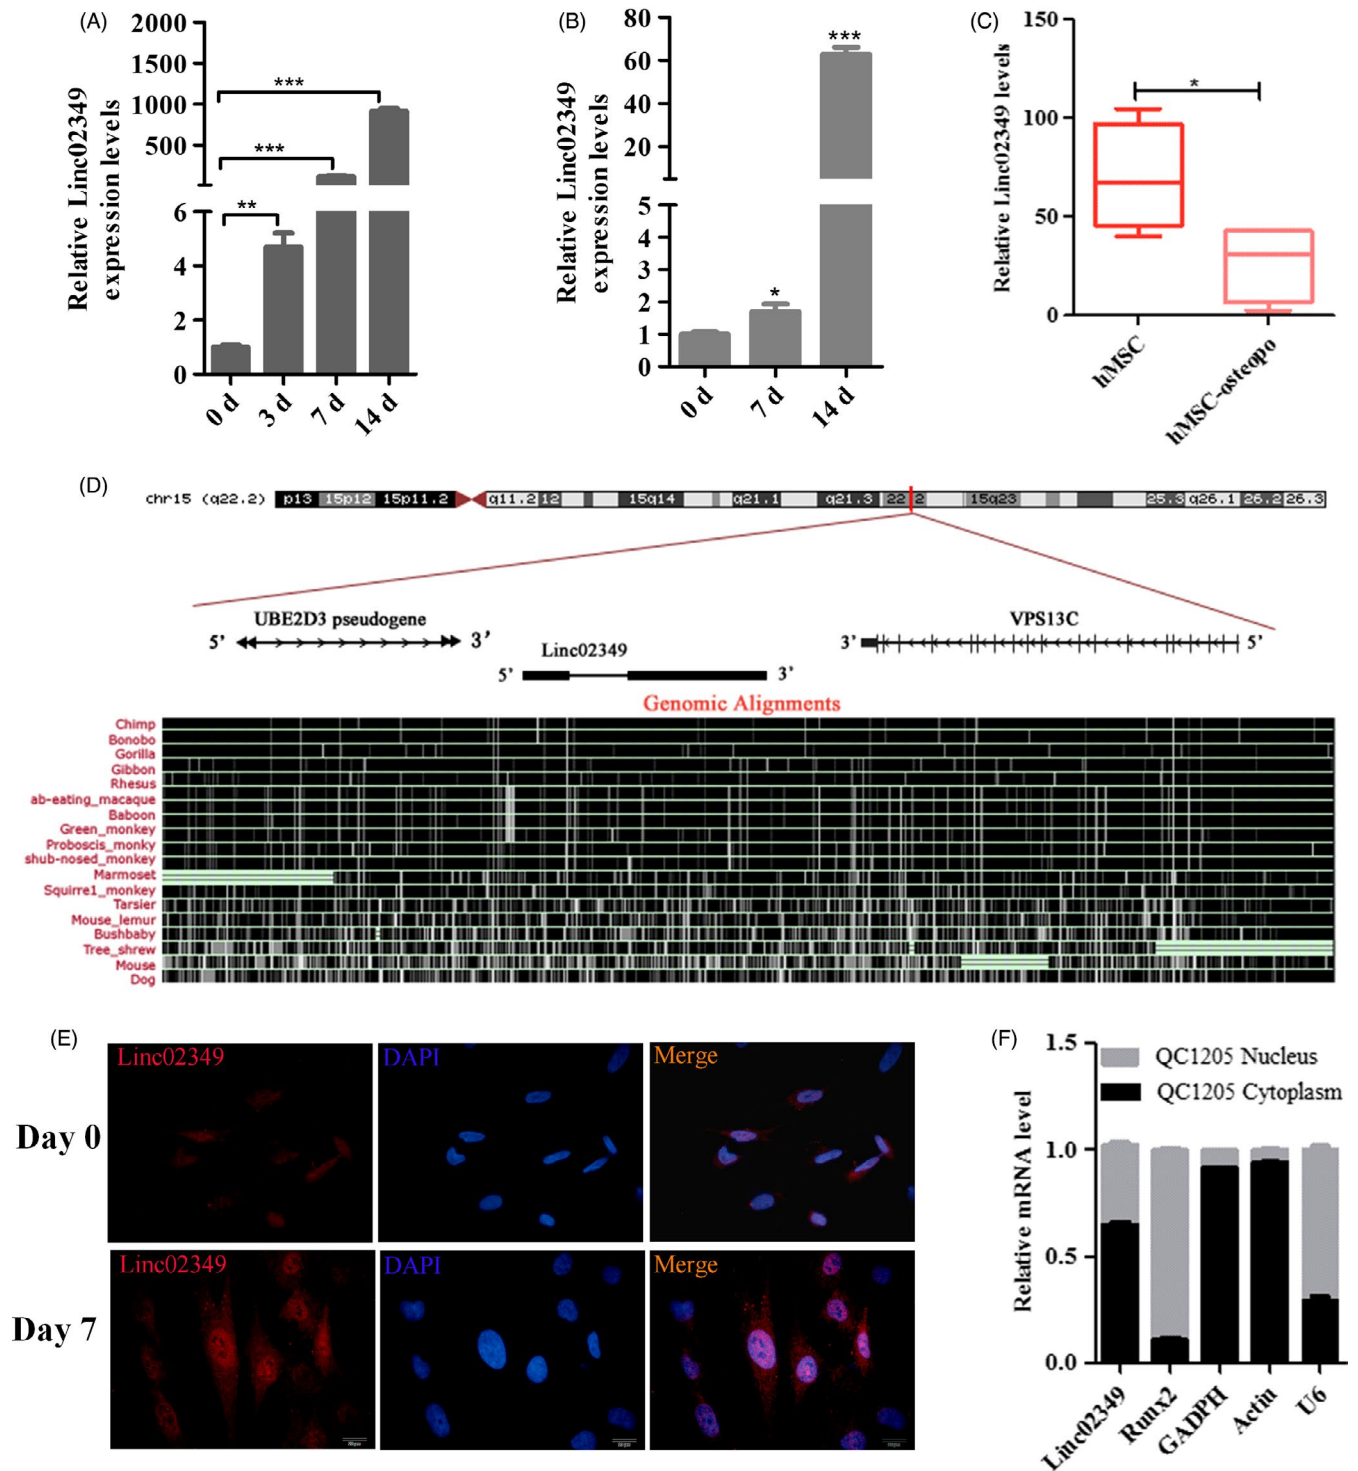 (A)
Relative Linc02349
expression levels
2000
1500
1000
500
6
4
2
0
***
***
**
0 d
3 d
7 d
14 d
(B)
Relative Linc02349
expression levels
80
60
40
20
5
4
3
2
1
0
*
***
0 d
7 d
14 d
(C)
Relative Linc02349 levels
150
100
50
0
*
hMSC
hMSC-osteopo
(D)
chr15 (q22.2) p13 15p12 15p11.2 q11.2 12 15q14 q21.1 q21.3 22 2 15q23 25.3 q26.1 26.2 26.3
UBE2D3 pseudogene
5' 3'
VPS13C
3' 5'
Linc02349
5' 3'
Genomic Alignments
Chimp
Bonobo
Gorilla
Gibbon
Rhesus
ab-eating_macaque
Baboon
Green_monkey
Proboscis_monky
shub-nosed_monkey
Marmoset
Squirre1_monkey
Tarsier
Mouse_lemur
Bushbaby
Tree_shrew
Mouse
Dog
(E)
Day 0
Linc02349
DAPI
Merge
Day 7
Linc02349
DAPI
Merge
(F)
Relative mRNA level
1.5
1.0
0.5
0.0
QC1205 Nucleus
QC1205 Cytoplasm
Linc02349
Runx2
GADPH
Actin
U6